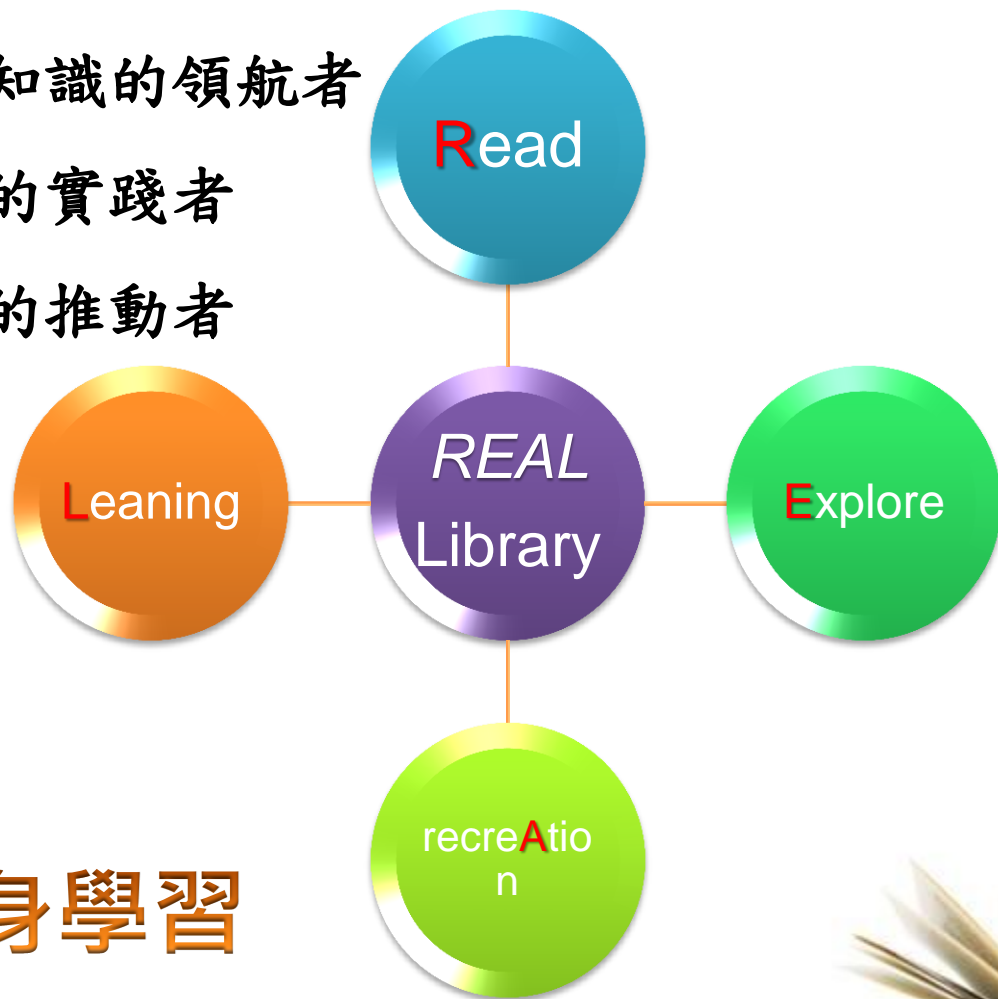 知識的領航者
的實踐者
的推動者
Read
Leaning
REAL
Library
Explore
recreAtio
n
身學習